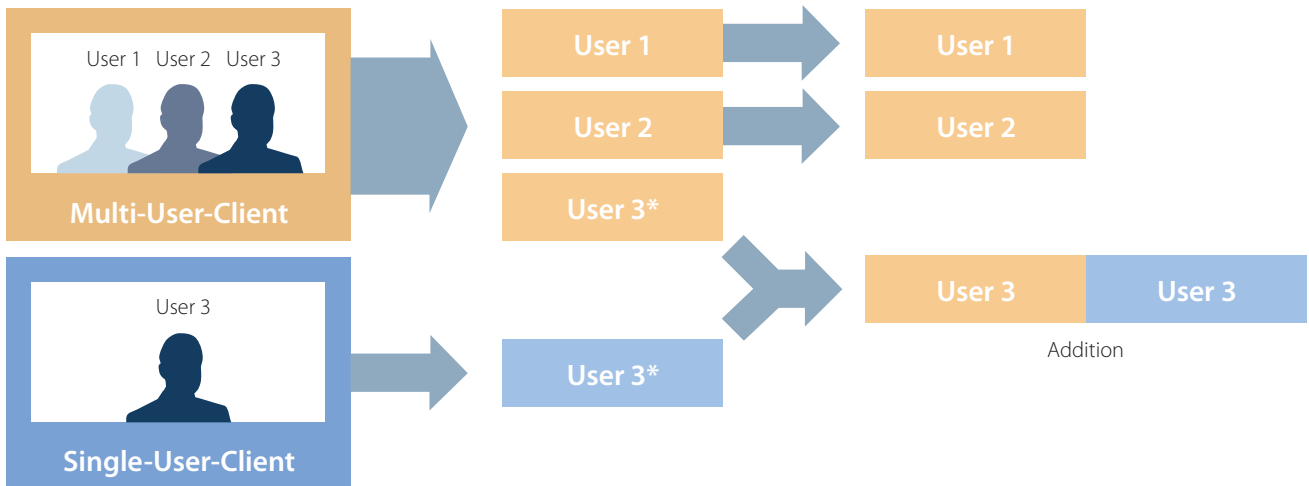 User 1 User 2 User 3
Multi-User-Client
User 3
Single-User-Client
User 1
User 2
User 3*
User 3*
User 1
User 2
User 3 User 3
Addition